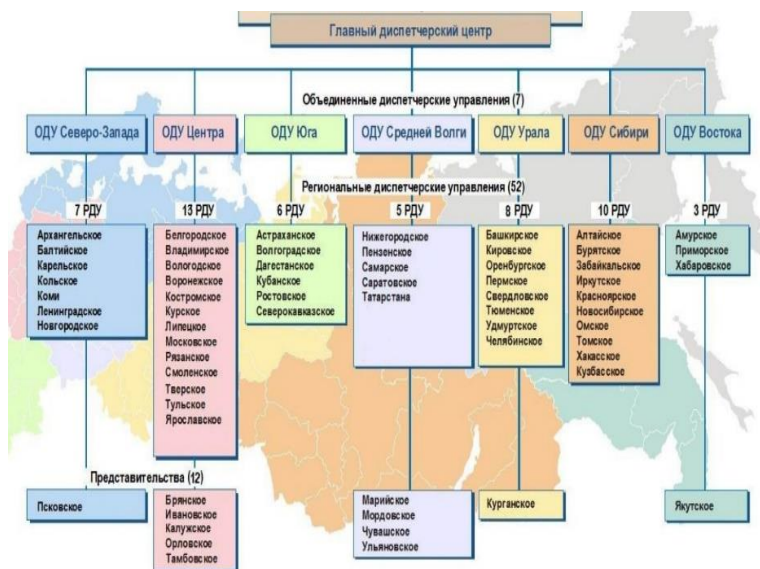 Главный диспетчерский центр
Объединенные диспетчерские управления (7)
ОДУ Северо-Запада
ОДУ Центра
ОДУ Юга
ОДУ Средней Волги
ОДУ Урала
ОДУ Сибири
ОДУ Востока
Региональные диспетчерские управления (52)
7 РДУ
13 РДУ
6 РДУ
5 РДУ
8 РДУ
10 РДУ
3 РДУ
Архангельское
Балтийское
Карельское
Кольское
Коми
Ленинградское
Новгородское
Белгородское
Владимирское
Вологодское
Воронежское
Костромское
Курское
Липецкое
Московское
Рязанское
Смоленское
Тверское
Тульское
Ярославское
Астраханское
Волгоградское
Дагестанское
Кубанское
Ростовское
Северокавказское
Нижегородское
Пензенское
Самарское
Саратовское
Татарстана
Башкирское
Кировское
Оренбургское
Пермское
Свердловское
Тюменское
Удмуртское
Челябинское
Алтайское
Бурятское
Забайкальское
Иркутское
Красноярское
Новосибирское
Омское
Томское
Хакасское
Кузбасское
Амурское
Приморское
Хабаровское
Представительства (12)
Псковское
Брянское
Ивановское
Калужское
Орловское
Тамбовское
Марийское
Мордовское
Чувашское
Ульяновское
Курганское
Якутское